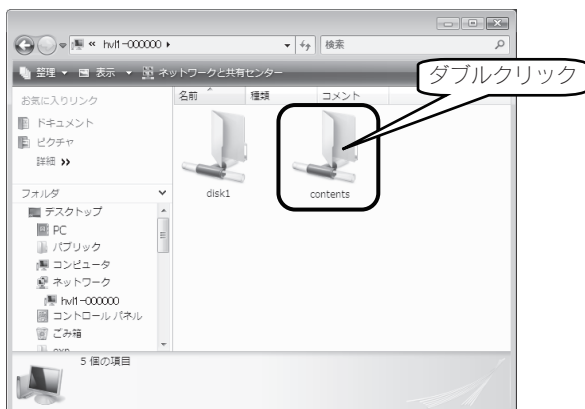 « hvl1-000000
検索
整理 表示 ネットワークと共有センター
ダブルクリック
お気に入りリンク
ドキュメント
ピクチャ
詳細 »
フォルダ
デスクトップ
PC
パブリック
コンピュータ
ネットワーク
hvl1-000000
コントロール パネル
ごみ箱
名前 種類 コメント
disk1
contents
5 個の項目